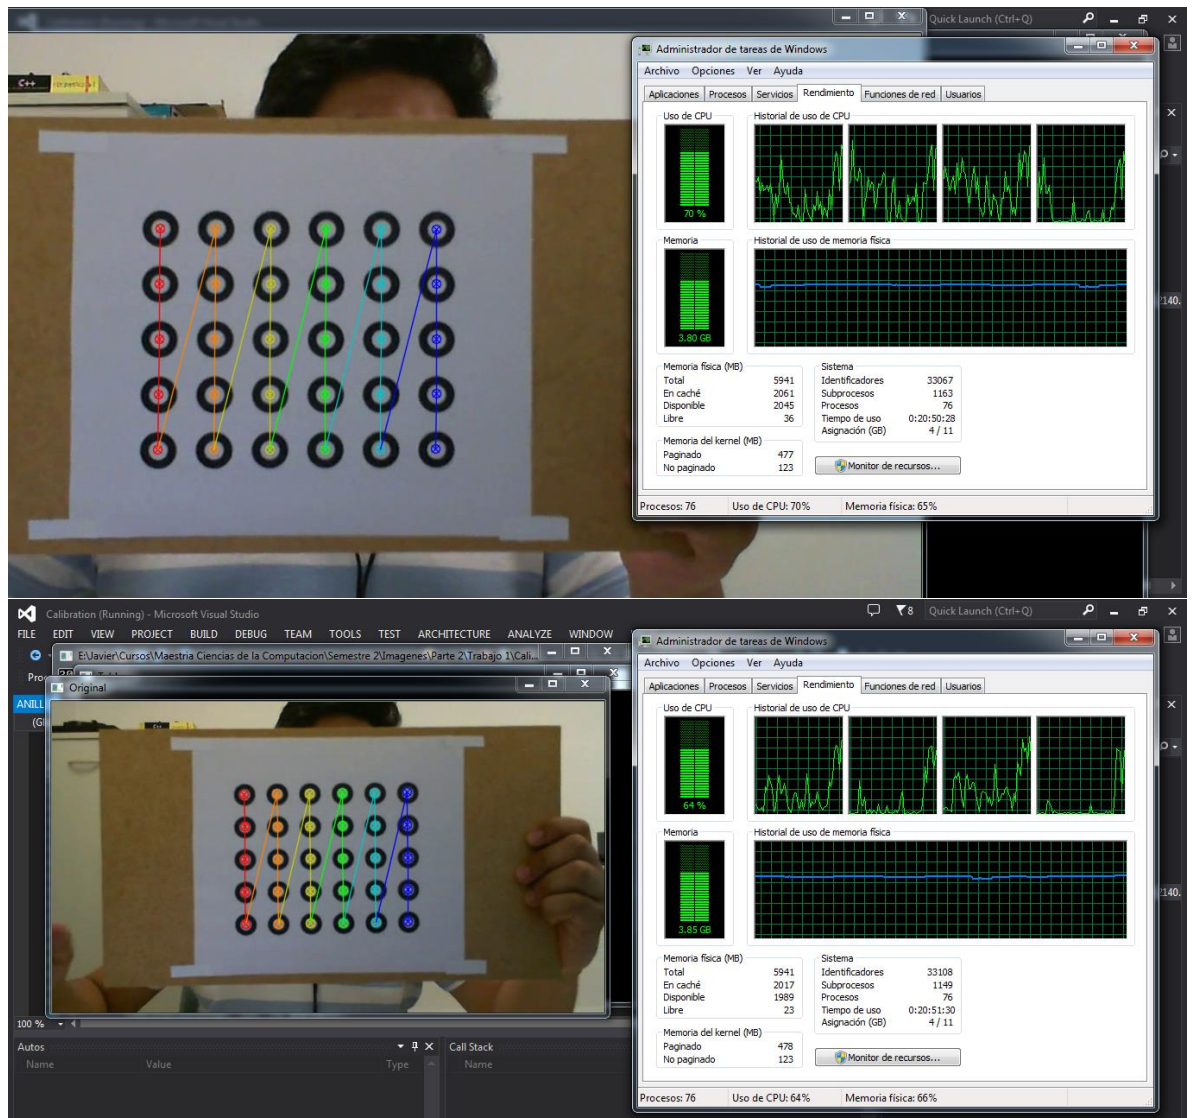 Calibration (Running) - Microsoft Visual Studio
Quick Launch (Ctrl+Q)
C++
Administrador de tareas de Windows
Archivo Opciones Ver Ayuda
Aplicaciones Procesos Servicios Rendimiento Funciones de red Usuarios
Uso de CPU Historial de uso de CPU
70 %
Memoria Historial de uso de memoria física
3.80 GB
2140.
Memoria física (MB) Sistema
Total 5941 Identificadores 33067
En caché 2061 Subprocesos 1163
Disponible 2045 Procesos 76
Libre 36 Tiempo de uso 0:20:50:28
Asignación (GB) 4 / 11
Memoria del kernel (MB)
Paginado 477
No paginado 123 Monitor de recursos...
Procesos: 76 Uso de CPU: 70% Memoria física: 65%
Calibration (Running) - Microsoft Visual Studio 8 Quick Launch (Ctrl+Q)
FILE EDIT VIEW PROJECT BUILD DEBUG TEAM TOOLS TEST ARCHITECTURE ANALYZE WINDOW
E:\Javier\Cursos\Maestria Ciencias de la Computacion\Semestre 2\Imagenes\Parte 2\Trabajo 1\Cali...
Pro
Original
ANILL
(Gl
Administrador de tareas de Windows
Archivo Opciones Ver Ayuda
Aplicaciones Procesos Servicios Rendimiento Funciones de red Usuarios
Uso de CPU Historial de uso de CPU
64 %
Memoria Historial de uso de memoria física
3.85 GB
2140.
Memoria física (MB) Sistema
Total 5941 Identificadores 33108
En caché 2017 Subprocesos 1149
Disponible 1989 Procesos 76
Libre 23 Tiempo de uso 0:20:51:30
Asignación (GB) 4 / 11
Memoria del kernel (MB)
Paginado 478
No paginado 123 Monitor de recursos...
Procesos: 76 Uso de CPU: 64% Memoria física: 66%
100 %
Autos Call Stack
Name Value Type Name